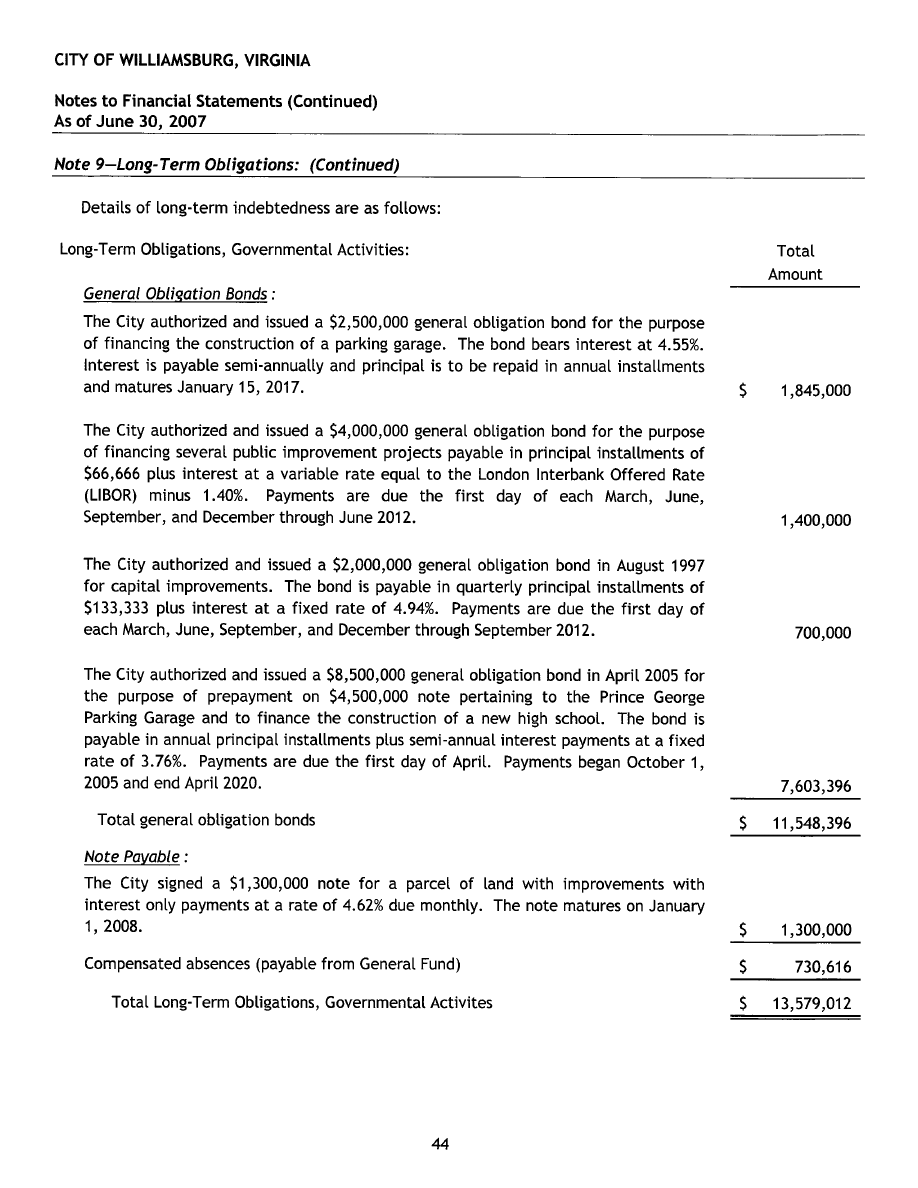 CITY OF WILLIAMSBURG, VIRGINIA
Notes to Financial Statements (Continued)
As of June 30, 2007
Note 9—Long-Term Obligations: (Continued)
Details of long-term indebtedness are as follows:
Long-Term Obligations, Governmental Activities: Total
Amount
General Obligation Bonds :
The City authorized and issued a $2,500,000 general obligation bond for the purpose
of financing the construction of a parking garage. The bond bears interest at 4.55%.
Interest is payable semi-annually and principal is to be repaid in annual installments
and matures January 15, 2017. $ 1,845,000
The City authorized and issued a $4,000,000 general obligation bond for the purpose
of financing several public improvement projects payable in principal installments of
$66,666 plus interest at a variable rate equal to the London Interbank Offered Rate
(LIBOR) minus 1.40%. Payments are due the first day of each March, June,
September, and December through June 2012. 1,400,000
The City authorized and issued a $2,000,000 general obligation bond in August 1997
for capital improvements. The bond is payable in quarterly principal installments of
$133,333 plus interest at a fixed rate of 4.94%. Payments are due the first day of
each March, June, September, and December through September 2012. 700,000
The City authorized and issued a $8,500,000 general obligation bond in April 2005 for
the purpose of prepayment on $4,500,000 note pertaining to the Prince George
Parking Garage and to finance the construction of a new high school. The bond is
payable in annual principal installments plus semi-annual interest payments at a fixed
rate of 3.76%. Payments are due the first day of April. Payments began October 1,
2005 and end April 2020. 7,603,396
Total general obligation bonds $ 11,548,396
Note Payable :
The City signed a $1,300,000 note for a parcel of land with improvements with
interest only payments at a rate of 4.62% due monthly. The note matures on January
1, 2008. $ 1,300,000
Compensated absences (payable from General Fund) $ 730,616
Total Long-Term Obligations, Governmental Activites $ 13,579,012
44